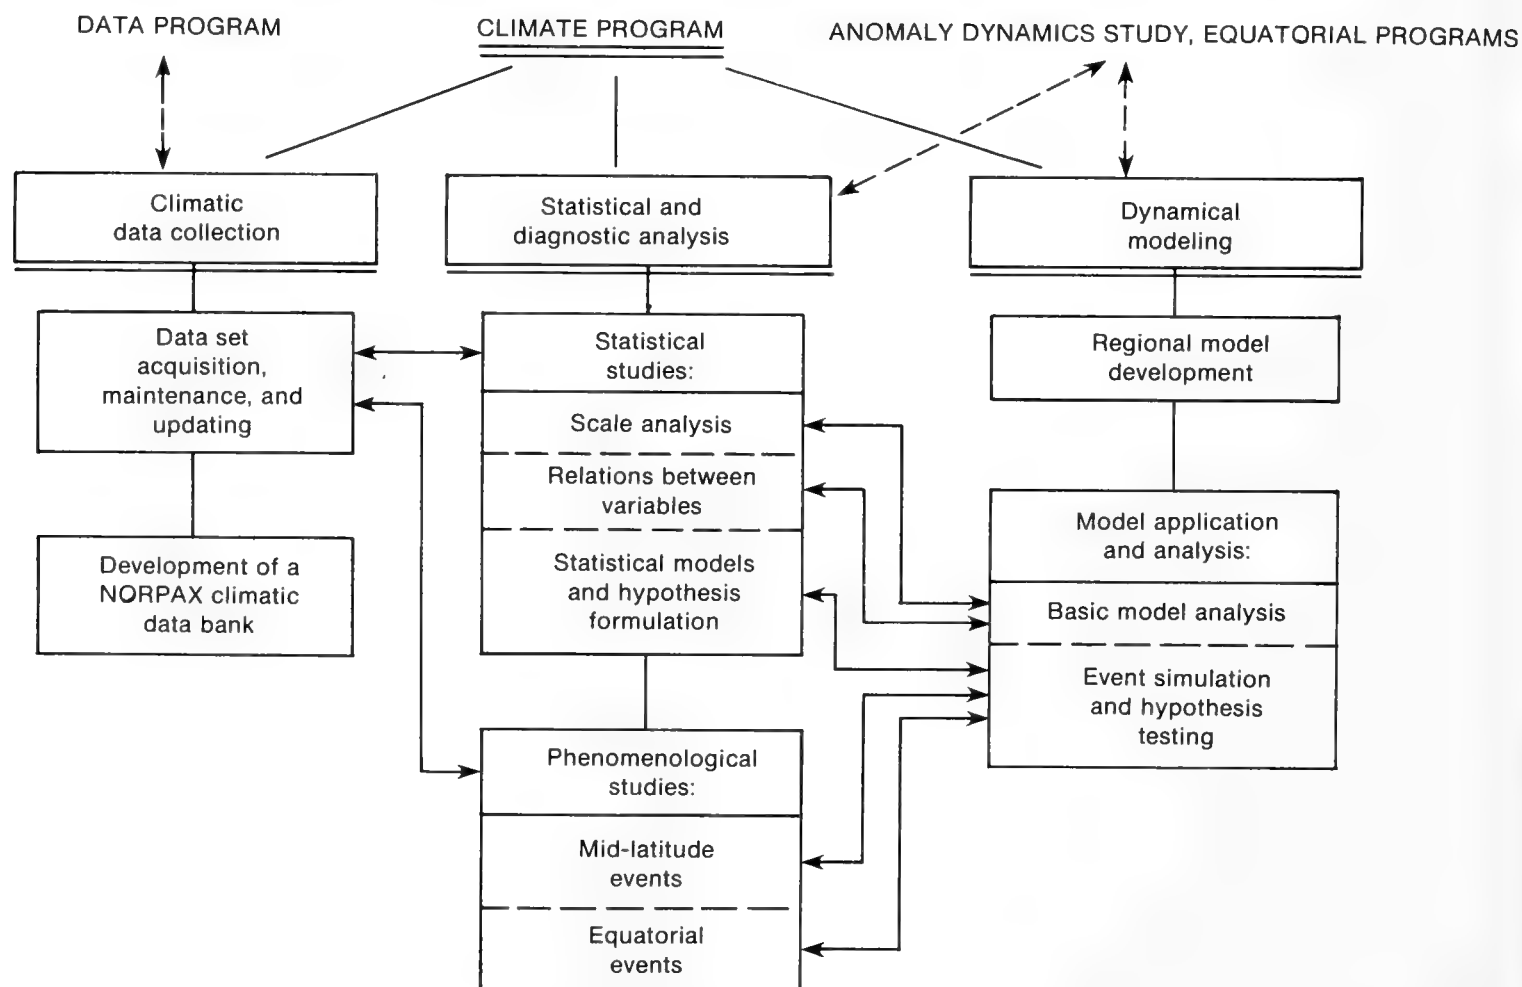 DATA PROGRAM
CLIMATE PROGRAM
ANOMALY DYNAMICS STUDY, EQUATORIAL PROGRAMS
Climatic
data collection
Statistical and
diagnostic analysis
Dynamical
modeling
Data set
acquisition,
maintenance, and
updating
Development of a
NORPAX climatic
data bank
Statistical
studies:
Scale analysis
Relations between
variables
Statistical models
and hypothesis
formulation
Phenomenological
studies:
Mid-latitude
events
Equatorial
events
Regional model
development
Model application
and analysis:
Basic model analysis
Event simulation
and hypothesis
testing